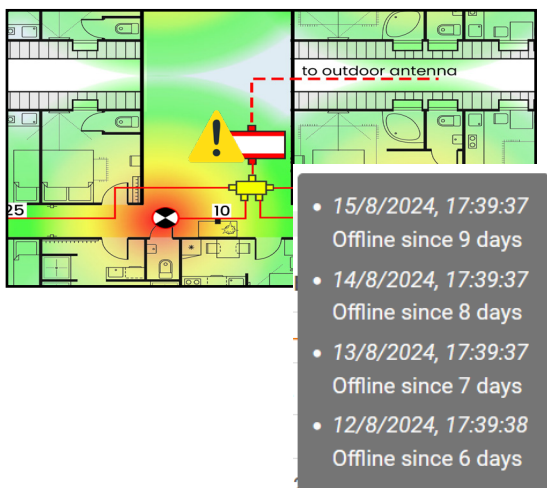 to outdoor antenna
!
25
10
• 15/8/2024, 17:39:37
Offline since 9 days
• 14/8/2024, 17:39:37
Offline since 8 days
• 13/8/2024, 17:39:37
Offline since 7 days
• 12/8/2024, 17:39:38
Offline since 6 days